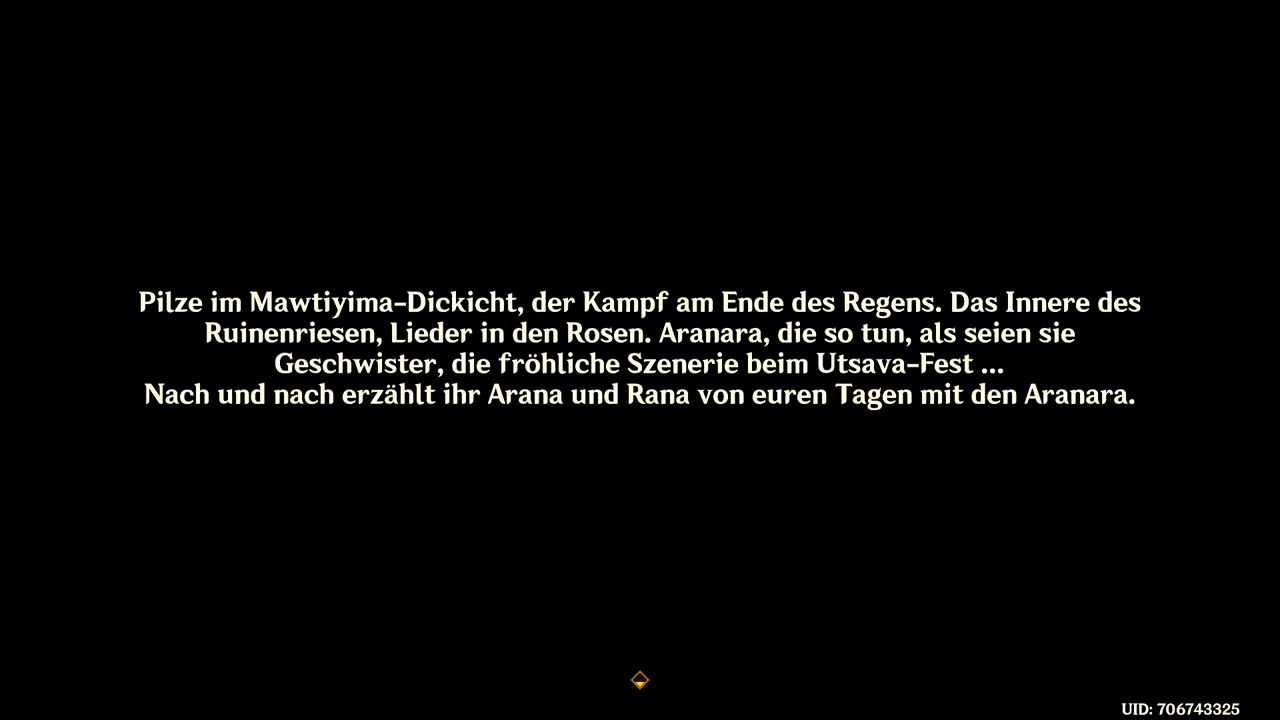 Pilze im Mawtiyima-Dickicht, der Kampf am Ende des Regens. Das Innere des
Ruinenriesen, Lieder in den Rosen. Aranara, die so tun, als seien sie
Geschwister, die fröhliche Szenerie beim Utsava-Fest ...
Nach und nach erzählt ihr Arana und Rana von euren Tagen mit den Aranara.
UID: 706743325